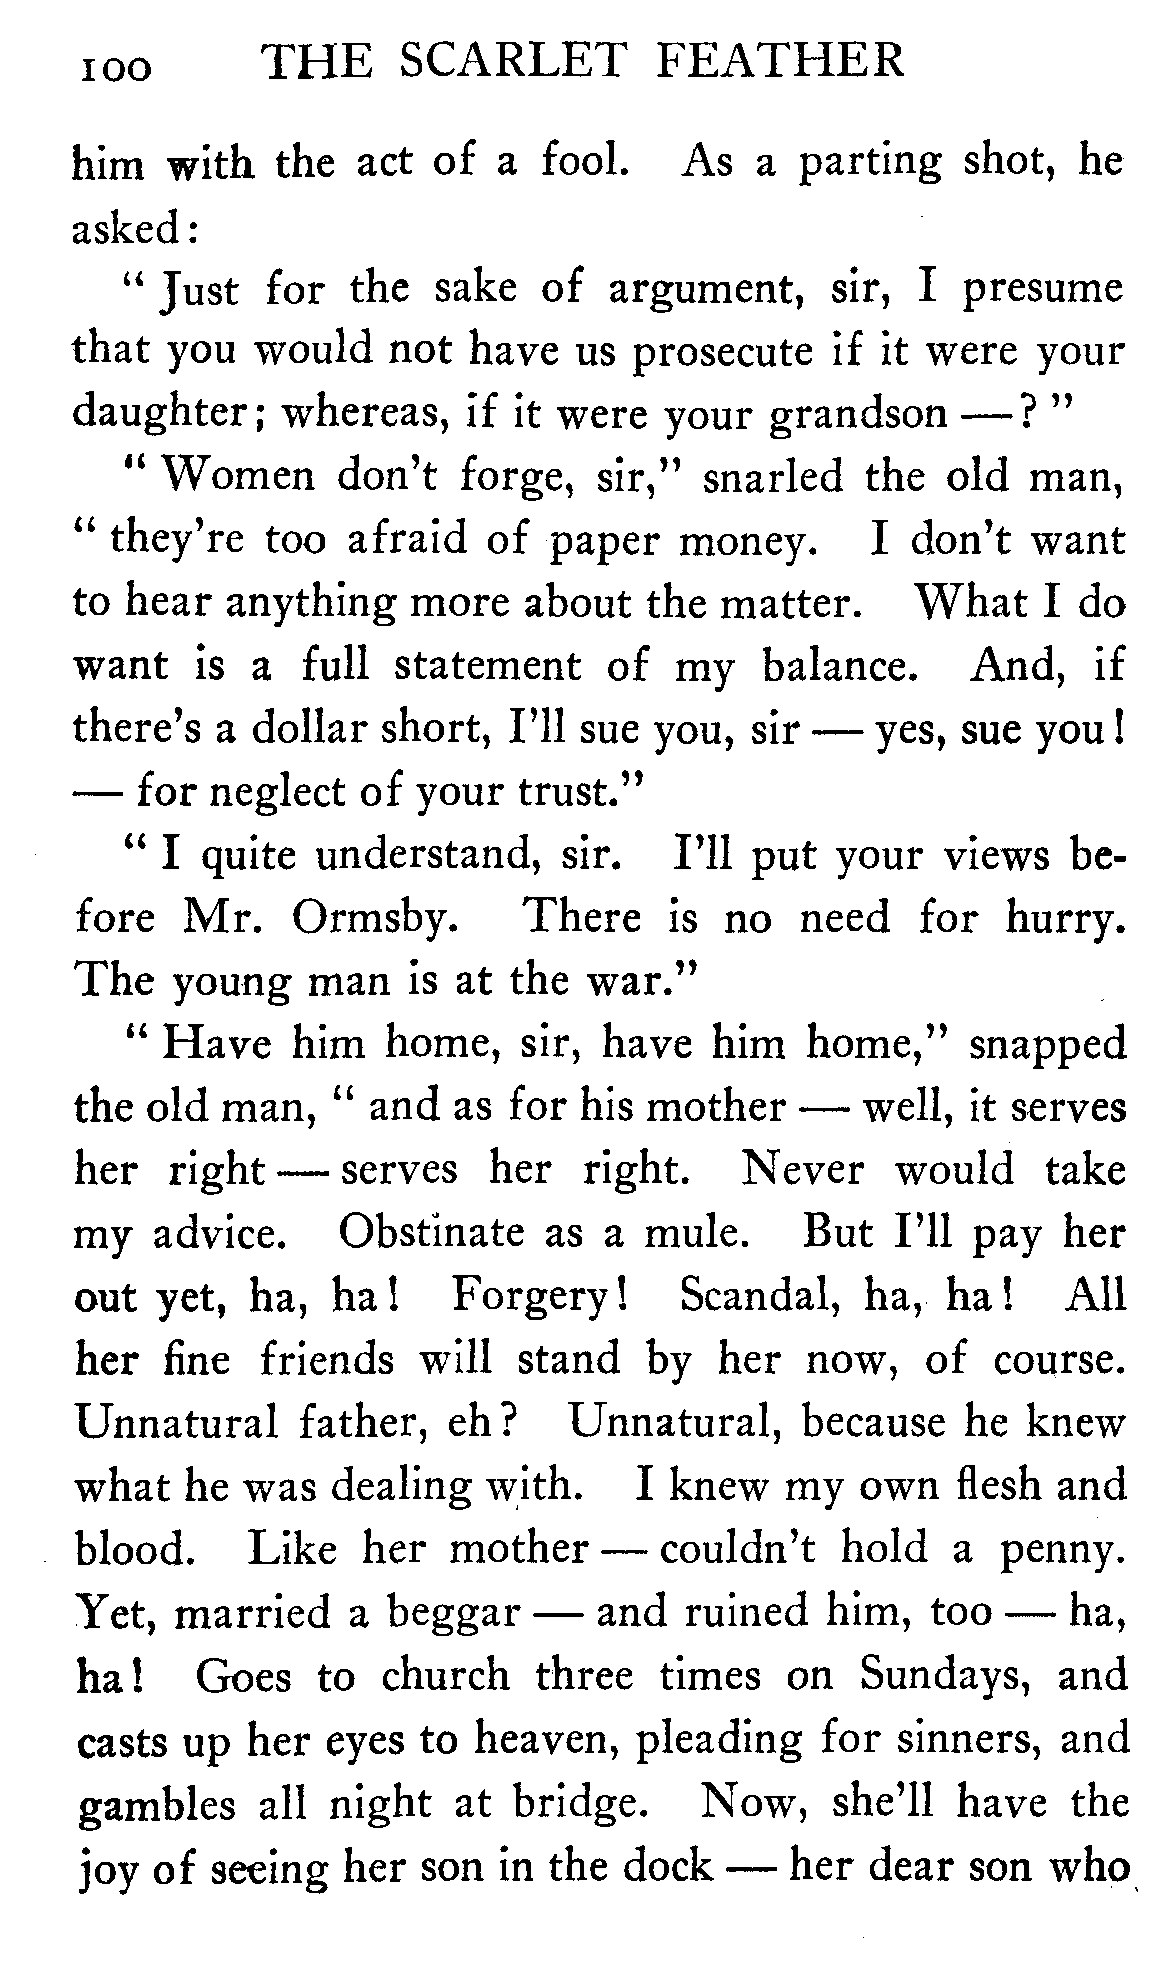 100 THE SCARLET FEATHER
him with the act of a fool. As a parting shot, he
asked:
" Just for the sake of argument, sir, I presume
that you would not have us prosecute if it were your
daughter; whereas, if it were your grandson —? "
" Women don't forge, sir," snarled the old man,
" they're too afraid of paper money. I don't want
to hear anything more about the matter. What I do
want is a full statement of my balance. And, if
there's a dollar short, I'll sue you, sir — yes, sue you!
— for neglect of your trust."
" I quite understand, sir. I'll put your views be-
fore Mr. Ormsby. There is no need for hurry.
The young man is at the war."
" Have him home, sir, have him home," snapped
the old man, " and as for his mother — well, it serves
her right — serves her right. Never would take
my advice. Obstinate as a mule. But I'll pay her
out yet, ha, ha! Forgery! Scandal, ha, ha! All
her fine friends will stand by her now, of course.
Unnatural father, eh? Unnatural, because he knew
what he was dealing with. I knew my own flesh and
blood. Like her mother — couldn't hold a penny.
Yet, married a beggar — and ruined him, too — ha,
ha! Goes to church three times on Sundays, and
casts up her eyes to heaven, pleading for sinners, and
gambles all night at bridge. Now, she'll have the
joy of seeing her son in the dock — her dear son who